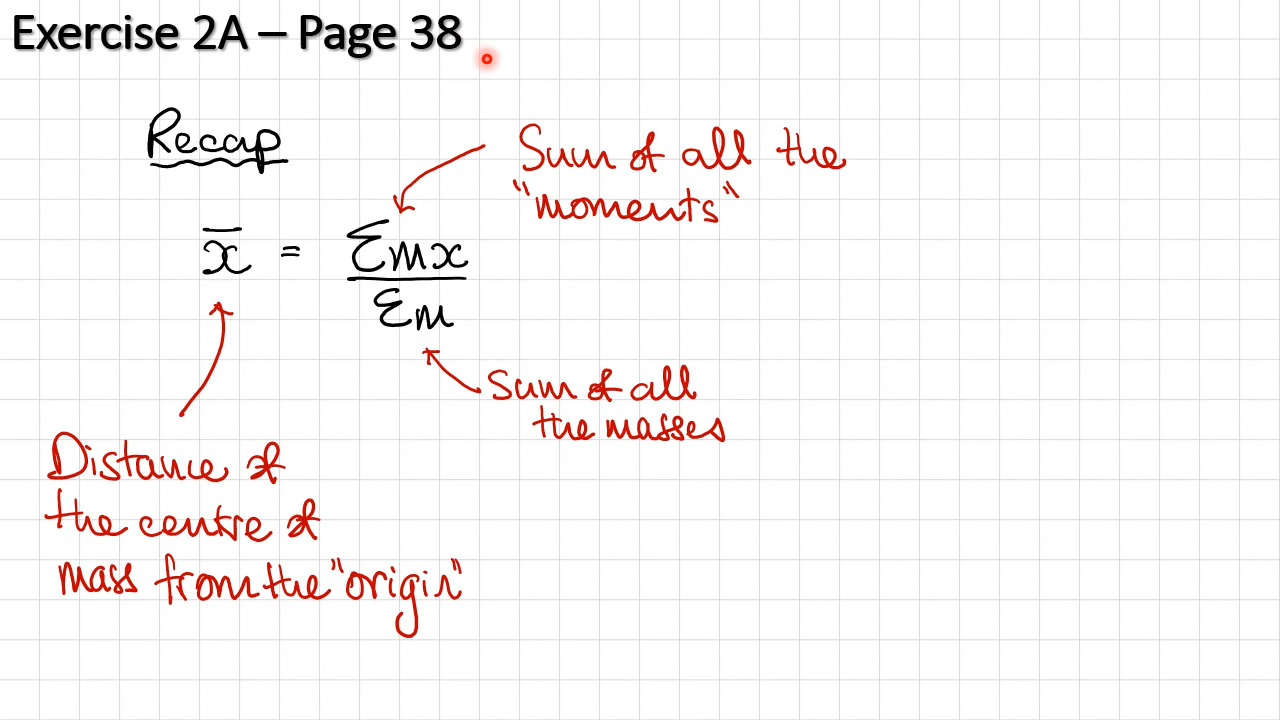 Exercise 2A – Page 38
Recap
Sum of all the
"moments"
x̄ = Σmx
Σm
Sum of all
the masses
Distance of
the centre of
mass from the "origin"